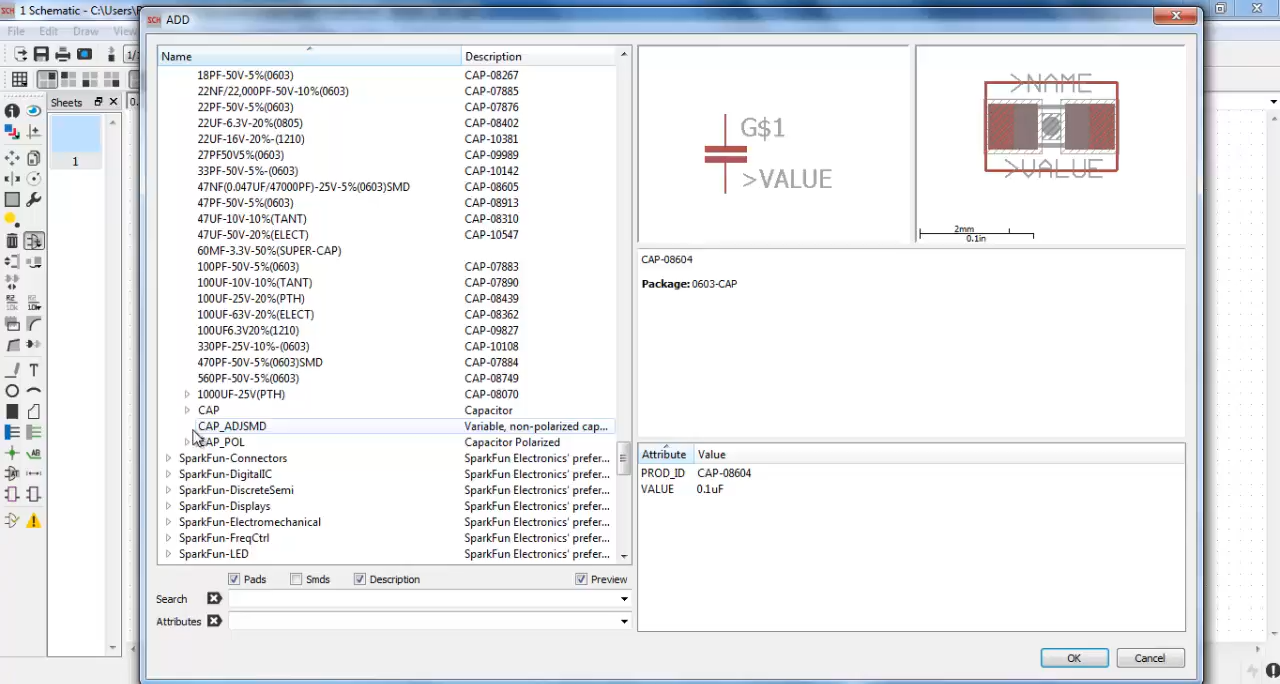 1 Schematic - C:\Users\
SCH ADD
File Edit Draw View
1/
Sheets
0.
1
Name Description
18PF-50V-5%(0603) CAP-08267
22NF/22,000PF-50V-10%(0603) CAP-07885
22PF-50V-5%(0603) CAP-07876
22UF-6.3V-20%(0805) CAP-08402
22UF-16V-20%-(1210) CAP-10381
27PF50V5%(0603) CAP-09989
33PF-50V-5%-(0603) CAP-10142
47NF(0.047UF/47000PF)-25V-5%(0603)SMD CAP-08605
47PF-50V-5%(0603) CAP-08913
47UF-10V-10%(TANT) CAP-08310
47UF-50V-20%(ELECT) CAP-10547
60MF-3.3V-50%(SUPER-CAP)
100PF-50V-5%(0603) CAP-07883
100UF-10V-10%(TANT) CAP-07890
100UF-25V-20%(PTH) CAP-08439
100UF-63V-20%(ELECT) CAP-08362
100UF6.3V20%(1210) CAP-09827
330PF-25V-10%-(0603) CAP-10108
470PF-50V-5%(0603)SMD CAP-07884
560PF-50V-5%(0603) CAP-08749
1000UF-25V(PTH) CAP-08070
CAP Capacitor
CAP_ADJSMD Variable, non-polarized cap...
CAP_POL Capacitor Polarized
SparkFun-Connectors SparkFun Electronics' prefer...
SparkFun-DigitalIC SparkFun Electronics' prefer...
SparkFun-DiscreteSemi SparkFun Electronics' prefer...
SparkFun-Displays SparkFun Electronics' prefer...
SparkFun-Electromechanical SparkFun Electronics' prefer...
SparkFun-FreqCtrl SparkFun Electronics' prefer...
SparkFun-LED SparkFun Electronics' prefer...
Pads Smds Description Preview
Search
Attributes
G$1
>VALUE
>NAME
>VALUE
2mm
0.1in
CAP-08604
Package: 0603-CAP
Attribute Value
PROD_ID CAP-08604
VALUE 0.1uF
OK Cancel